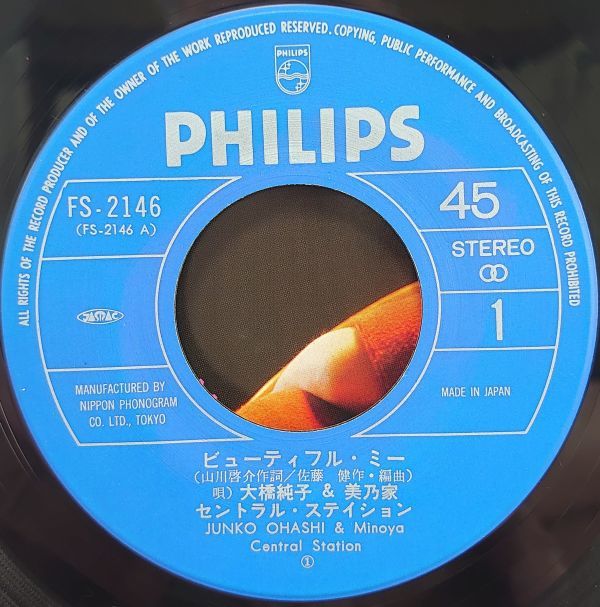 ALL RIGHTS OF THE RECORD PRODUCER AND OF THE OWNER OF THE WORK REPRODUCED RESERVED. COPYING, PUBLIC PERFORMANCE AND BROADCASTING OF THIS RECORD PROHIBITED
PHILIPS
PHILIPS
FS-2146
(FS-2146 A)
45
STEREO
1
JASRAC
MANUFACTURED BY
NIPPON PHONOGRAM
CO. LTD., TOKYO
MADE IN JAPAN
ビューティフル・ミー
(山川啓介作詞/佐藤 健作・編曲)
唄) 大橋純子 & 美乃家
セントラル・ステイション
JUNKO OHASHI & Minoya
Central Station
①